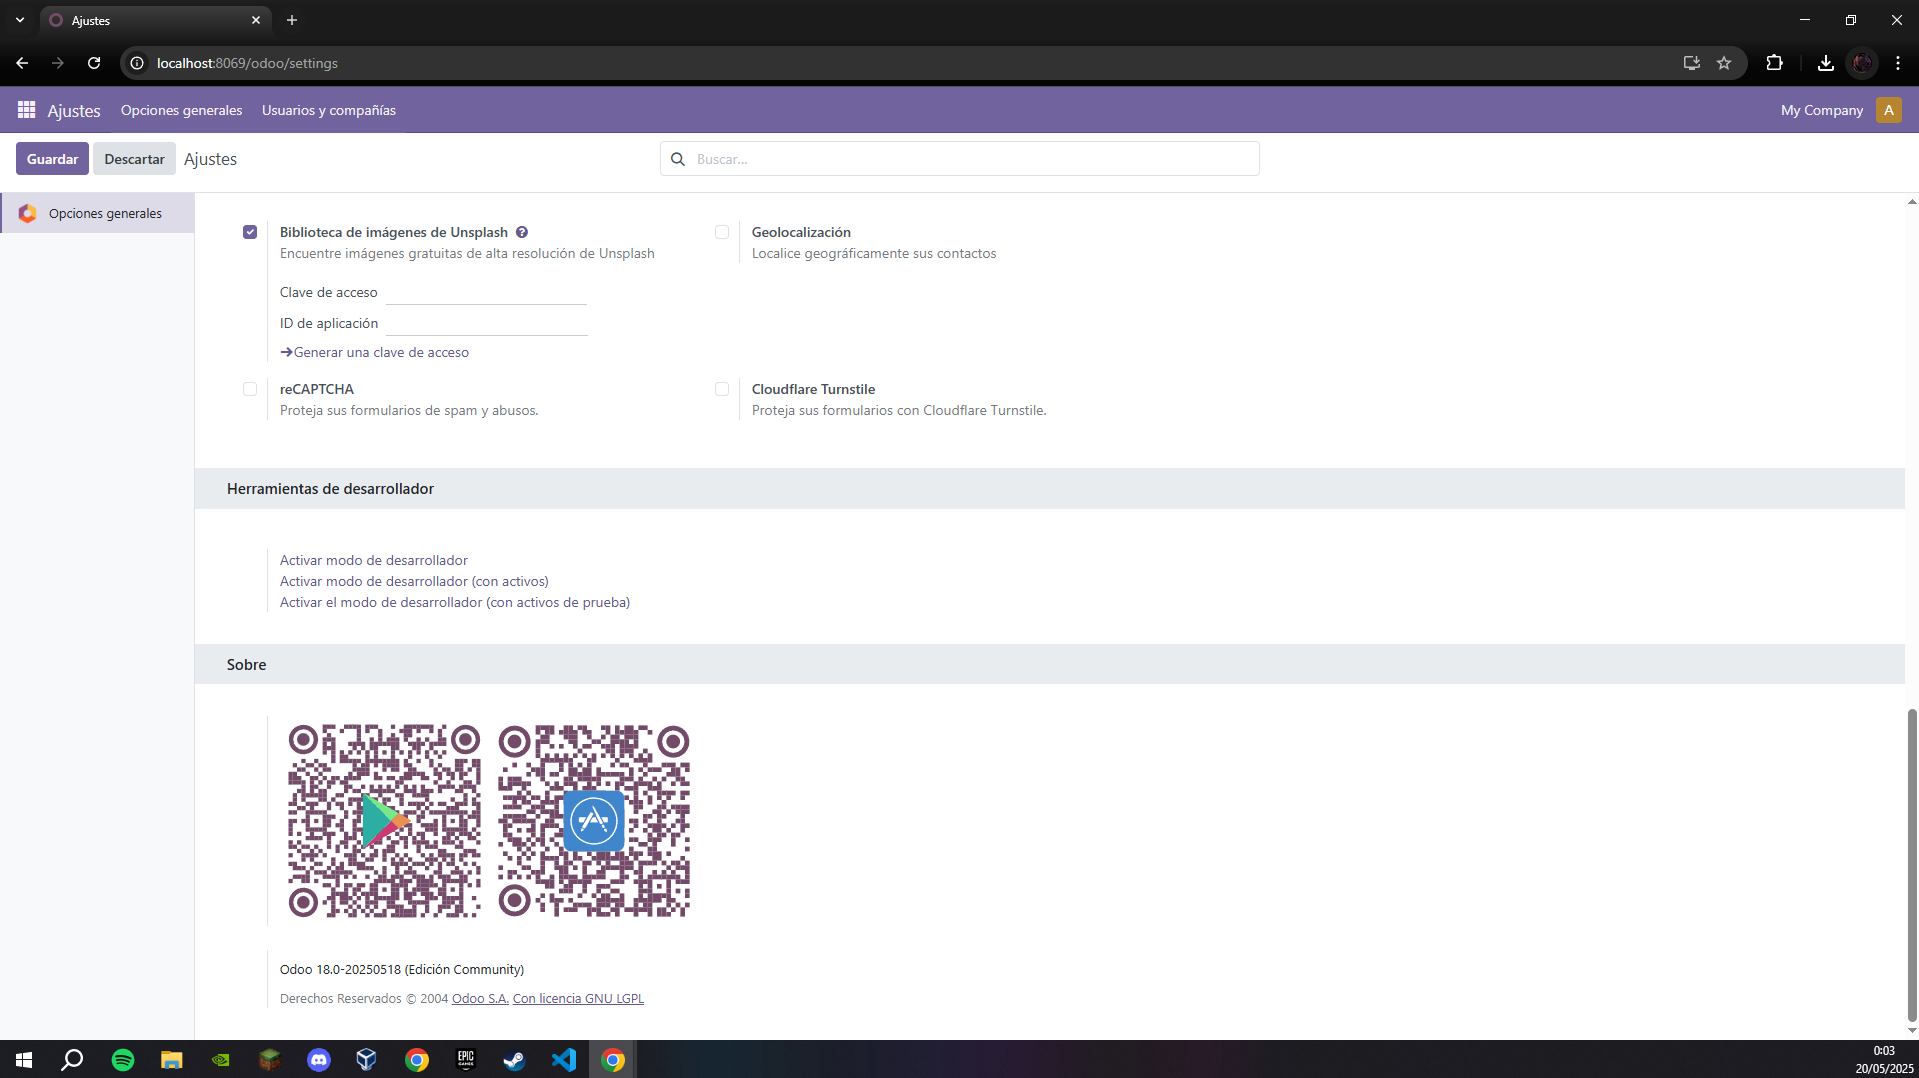 Ajustes
localhost:8069/odoo/settings
Ajustes
Opciones generales
Usuarios y compañías
My Company
A
Guardar
Descartar
Ajustes
Buscar...
Opciones generales
Biblioteca de imágenes de Unsplash
Encuentre imágenes gratuitas de alta resolución de Unsplash
Clave de acceso
ID de aplicación
Generar una clave de acceso
Geolocalización
Localice geográficamente sus contactos
reCAPTCHA
Proteja sus formularios de spam y abusos.
Cloudflare Turnstile
Proteja sus formularios con Cloudflare Turnstile.
Herramientas de desarrollador
Activar modo de desarrollador
Activar modo de desarrollador (con activos)
Activar el modo de desarrollador (con activos de prueba)
Sobre
Odoo 18.0-20250518 (Edición Community)
Derechos Reservados © 2004 Odoo S.A. Con licencia GNU LGPL
EPIC
GAMES
0:03
20/05/2025